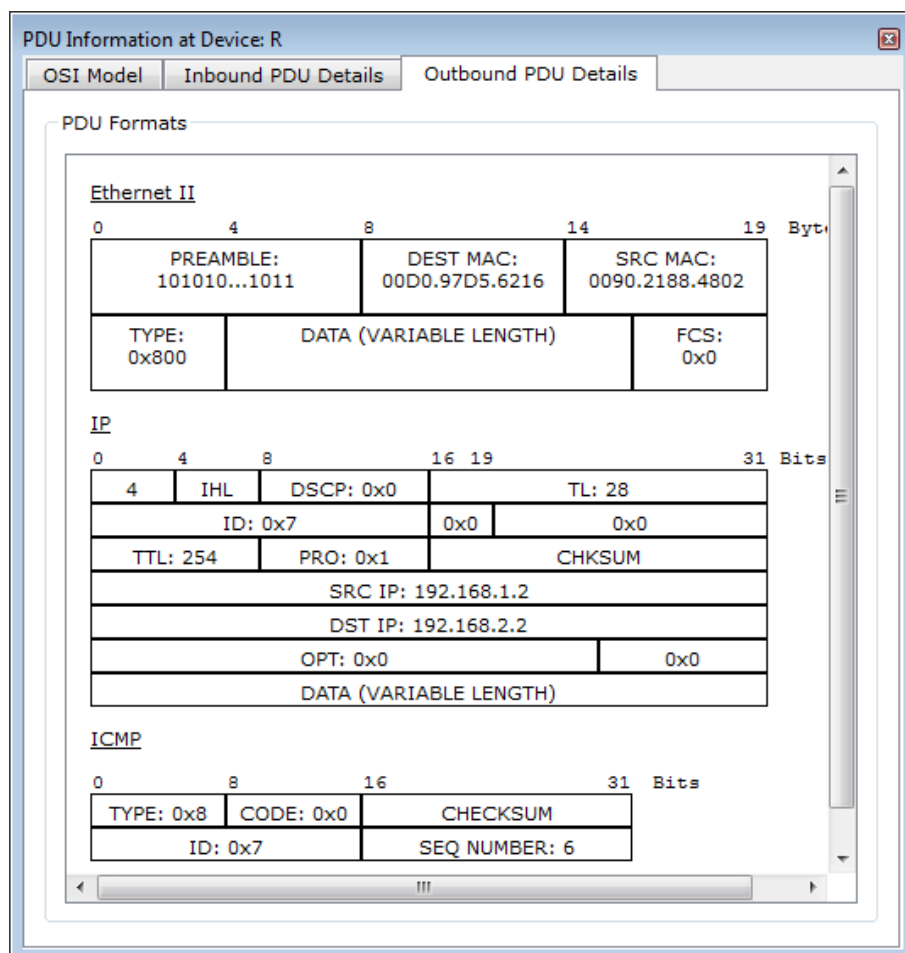 PDU Information at Device: R
OSI Model Inbound PDU Details Outbound PDU Details
PDU Formats
Ethernet II
0 4 8 14 19
PREAMBLE: DEST MAC: SRC MAC:
101010...1011 00D0.97D5.6216 0090.2188.4802
TYPE: DATA (VARIABLE LENGTH) FCS:
0x800 0x0
IP
0 4 8 16 19 31 Bits
4 IHL DSCP: 0x0 TL: 28
ID: 0x7 0x0 0x0
TTL: 254 PRO: 0x1 CHKSUM
SRC IP: 192.168.1.2
DST IP: 192.168.2.2
OPT: 0x0 0x0
DATA (VARIABLE LENGTH)
ICMP
0 8 16 31 Bits
TYPE: 0x8 CODE: 0x0 CHECKSUM
ID: 0x7 SEQ NUMBER: 6